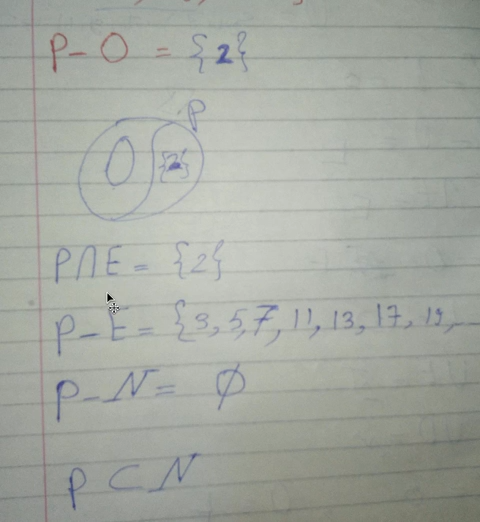 P - O = {2}
P
O {2}
P ∩ E = {2}
P - E = {3, 5, 7, 11, 13, 17, 19, ...
P - N = ∅
P ⊂ N